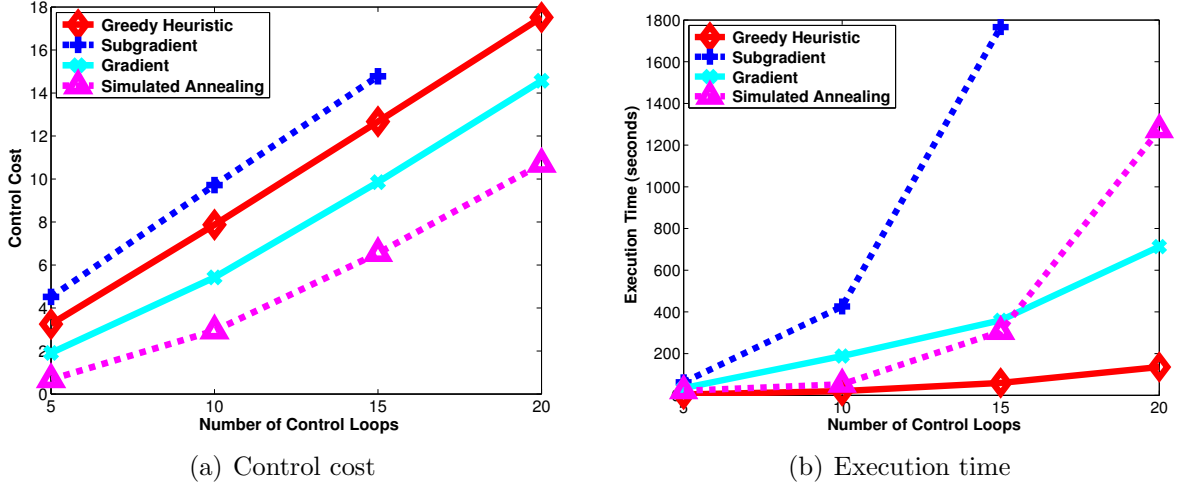 18
16
14
12
10
8
6
4
2
0
5
10
15
20
Control Cost
Number of Control Loops
Greedy Heuristic
Subgradient
Gradient
Simulated Annealing
(a) Control cost
1800
1600
1400
1200
1000
800
600
400
200
5
10
15
20
Execution Time (seconds)
Number of Control Loops
Greedy Heuristic
Subgradient
Gradient
Simulated Annealing
(b) Execution time